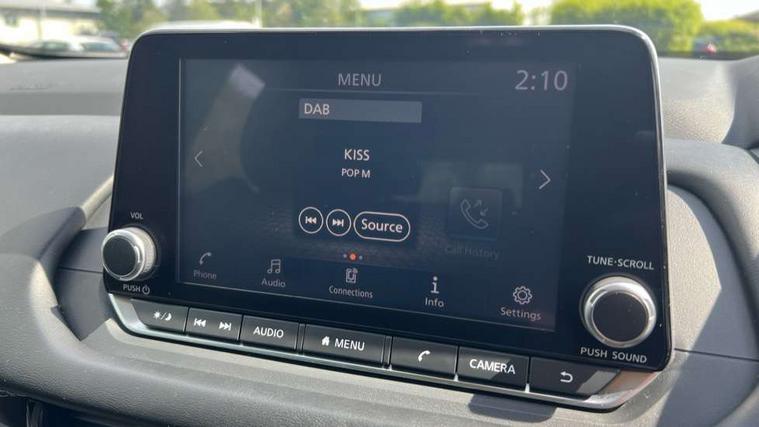 MENU 2:10
DAB
KISS
POP M
Source
Call History
Phone Audio Connections Info Settings
VOL
PUSH
TUNE·SCROLL
PUSH SOUND
AUDIO MENU CAMERA